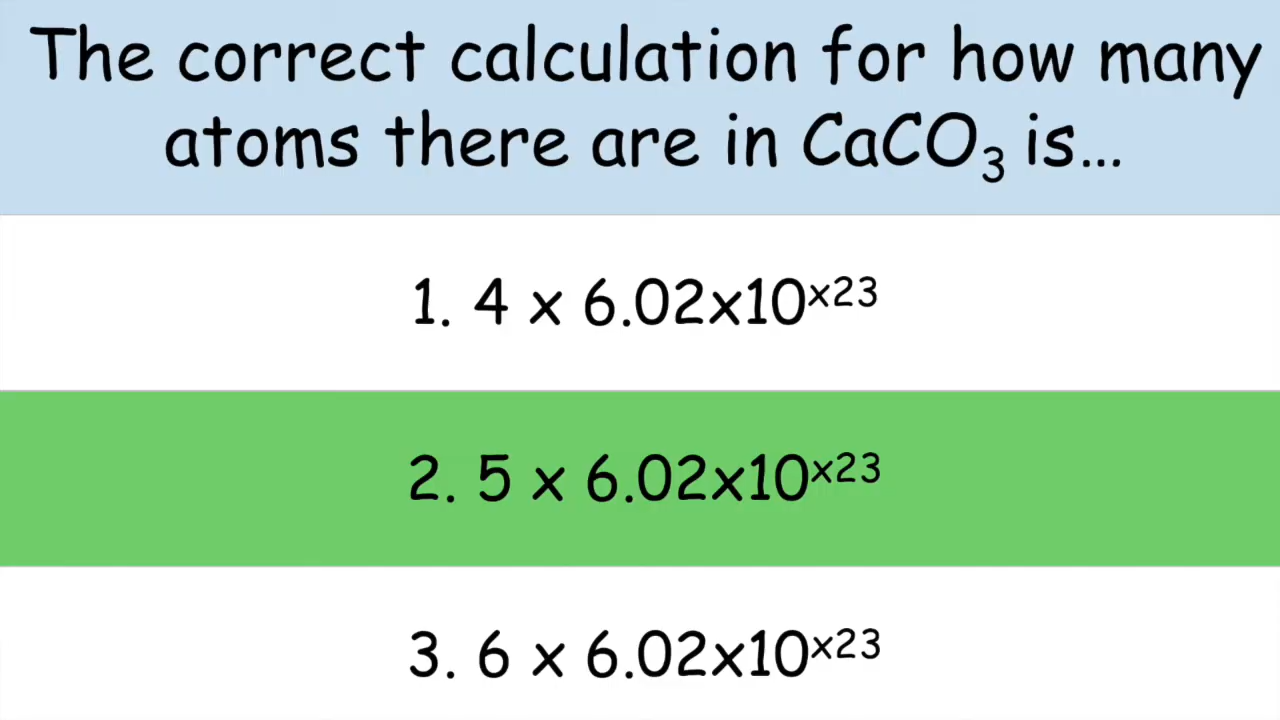 The correct calculation for how many
atoms there are in CaCO₃ is...
1. 4 x 6.02x10ˣ²³
2. 5 x 6.02x10ˣ²³
3. 6 x 6.02x10ˣ²³